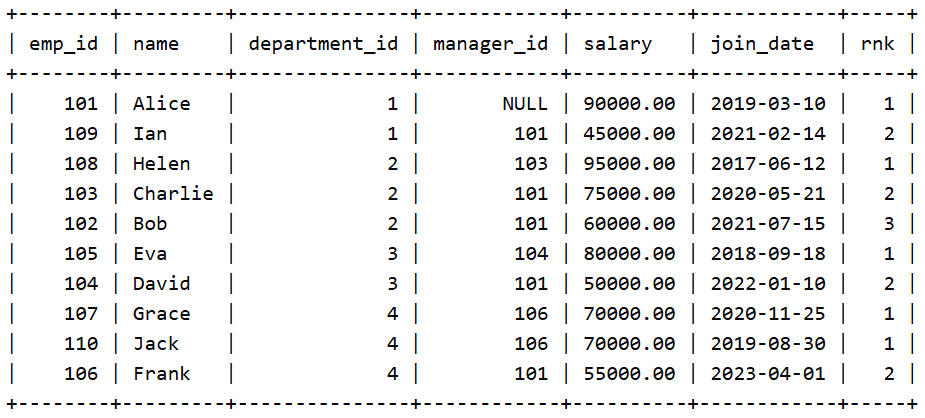 +--------+---------+---------------+------------+----------+------------+-----+
| emp_id | name    | department_id | manager_id | salary   | join_date  | rnk |
+--------+---------+---------------+------------+----------+------------+-----+
|    101 | Alice   |             1 |       NULL | 90000.00 | 2019-03-10 |   1 |
|    109 | Ian     |             1 |        101 | 45000.00 | 2021-02-14 |   2 |
|    108 | Helen   |             2 |        103 | 95000.00 | 2017-06-12 |   1 |
|    103 | Charlie |             2 |        101 | 75000.00 | 2020-05-21 |   2 |
|    102 | Bob     |             2 |        101 | 60000.00 | 2021-07-15 |   3 |
|    105 | Eva     |             3 |        104 | 80000.00 | 2018-09-18 |   1 |
|    104 | David   |             3 |        101 | 50000.00 | 2022-01-10 |   2 |
|    107 | Grace   |             4 |        106 | 70000.00 | 2020-11-25 |   1 |
|    110 | Jack    |             4 |        106 | 70000.00 | 2019-08-30 |   1 |
|    106 | Frank   |             4 |        101 | 55000.00 | 2023-04-01 |   2 |
+--------+---------+---------------+------------+----------+------------+-----+